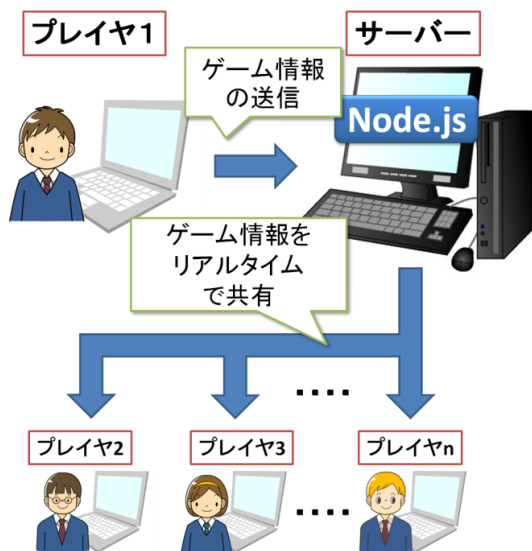 プレイヤ1
サーバー
ゲーム情報
の送信
Node.js
ゲーム情報を
リアルタイム
で共有
....
プレイヤ2
プレイヤ3
プレイヤn
....